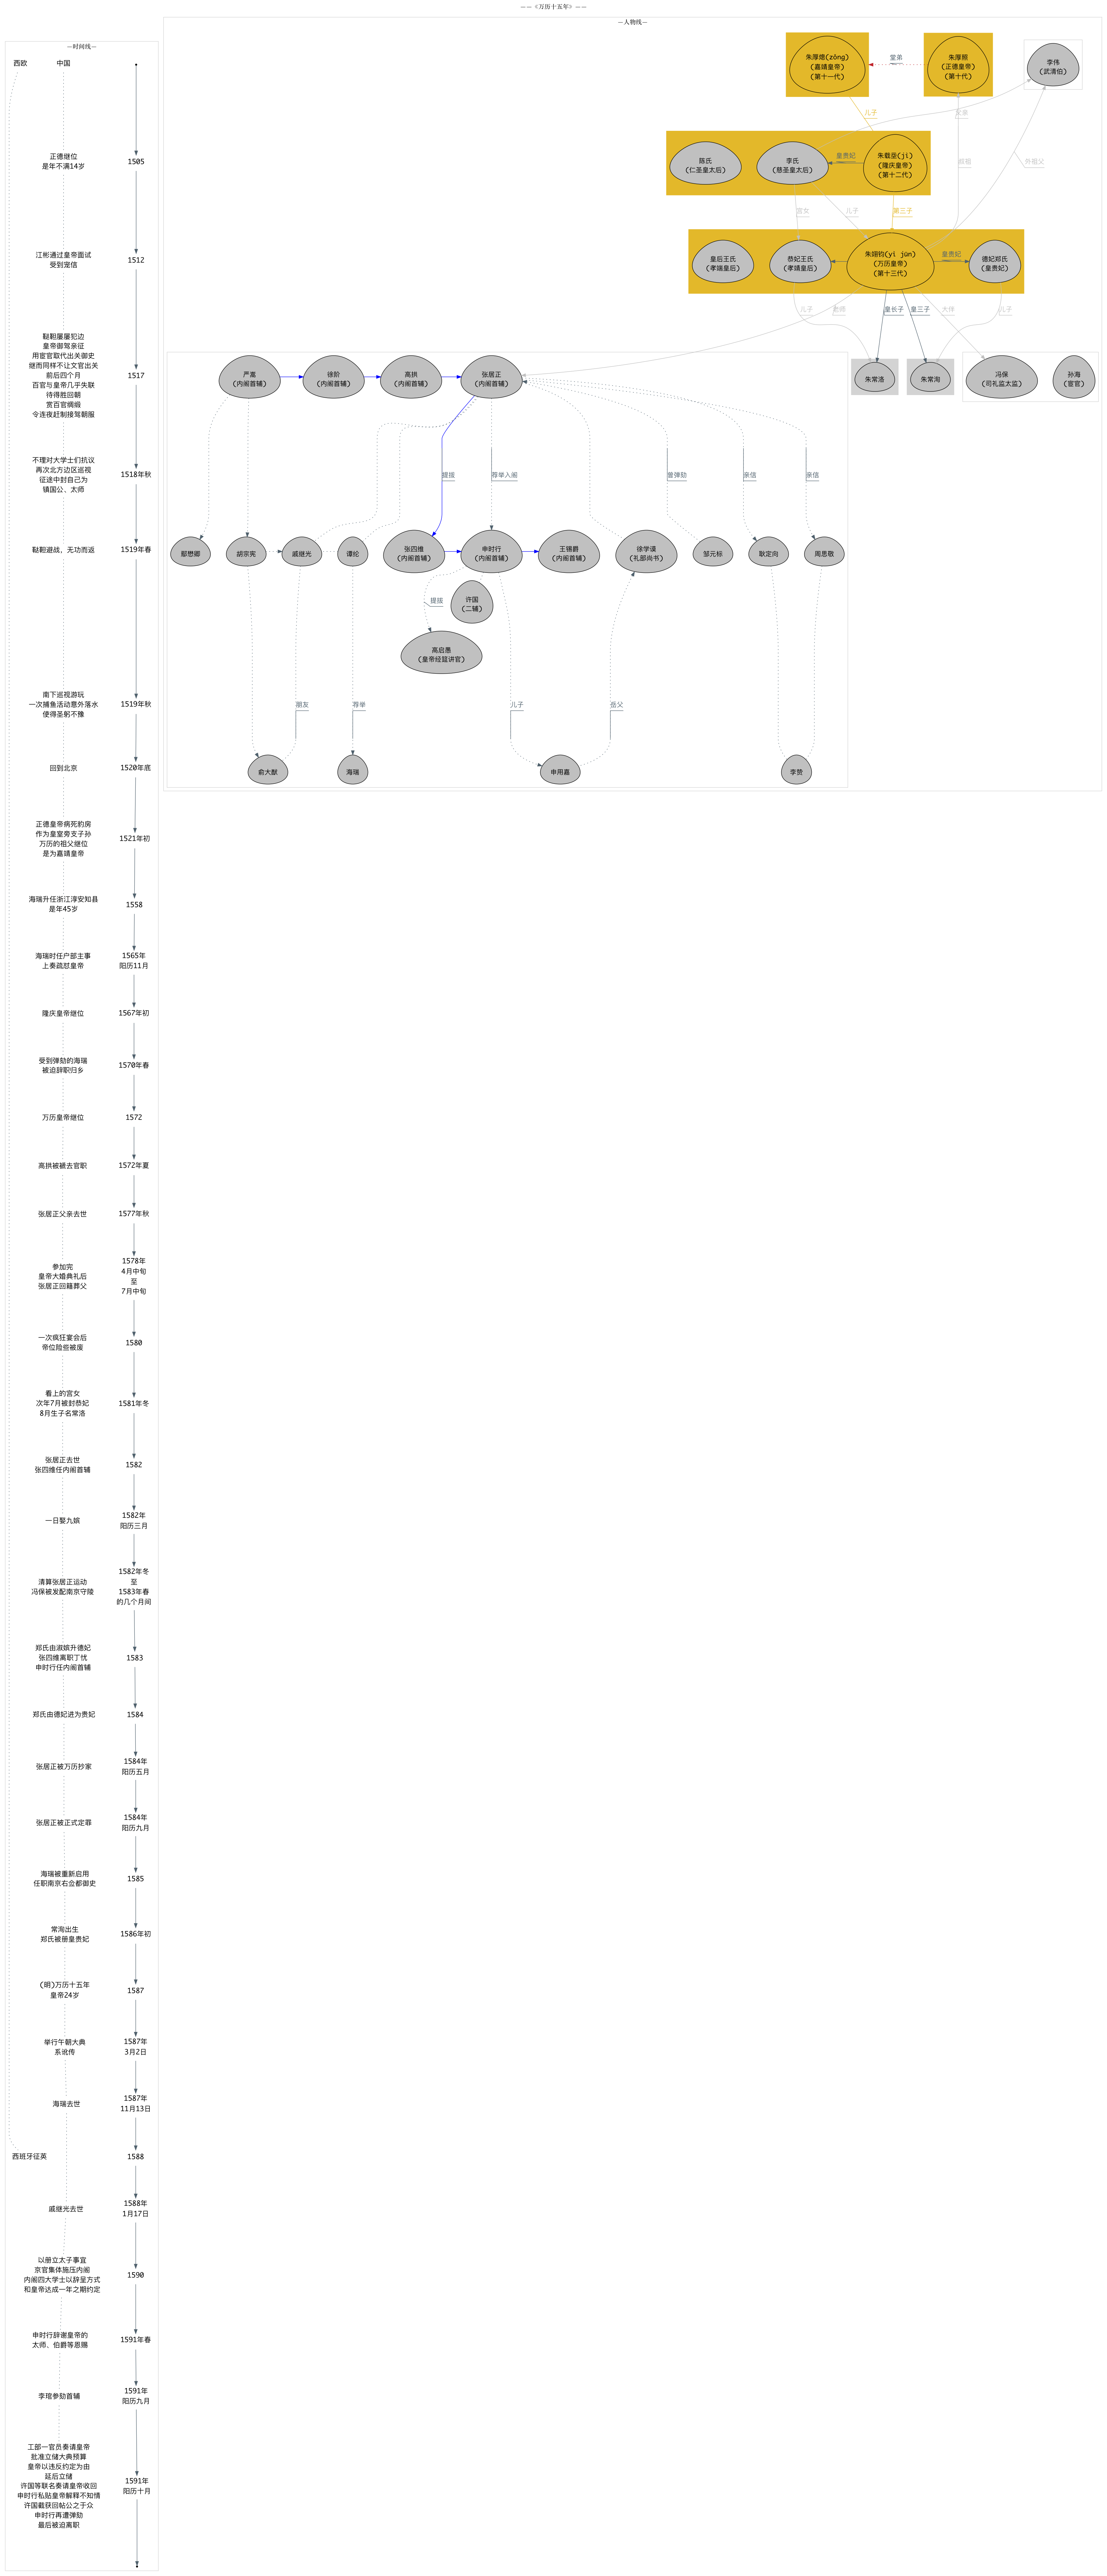 ——《万历十五年》——
—时间线—
西欧
中国
正德继位
是年不满14岁
1505
江彬通过皇帝面试
受到宠信
1512
鞑靼屡屡犯边
皇帝御驾亲征
用宦官取代出关御史
继而同样不让文官出关
前后四个月
百官与皇帝几乎失联
待得胜回朝
赏百官绸缎
令连夜赶制接驾朝服
1517
不理对大学士们抗议
再次北方边区巡视
征途中封自己为
镇国公、太师
1518年秋
鞑靼避战，无功而返
1519年春
南下巡视游玩
一次捕鱼活动意外落水
使得圣躬不豫
1519年秋
回到北京
1520年底
正德皇帝病死豹房
作为皇室旁支子孙
万历的祖父继位
是为嘉靖皇帝
1521年初
海瑞升任浙江淳安知县
是年45岁
1558
海瑞时任户部主事
上奏疏怼皇帝
1565年
阳历11月
隆庆皇帝继位
1567年初
受到弹劾的海瑞
被迫辞职归乡
1570年春
万历皇帝继位
1572
高拱被褫去官职
1572年夏
张居正父亲去世
1577年秋
参加完
皇帝大婚典礼后
张居正回籍葬父
1578年
4月中旬
至
7月中旬
一次疯狂宴会后
帝位险些被废
1580
看上的宫女
次年7月被封恭妃
8月生子名常洛
1581年冬
张居正去世
张四维任内阁首辅
1582
一日娶九嫔
1582年
阳历三月
清算张居正运动
冯保被发配南京守陵
1582年冬
至
1583年春
的几个月间
郑氏由淑嫔升德妃
张四维离职丁忧
申时行任内阁首辅
1583
郑氏由德妃进为贵妃
1584
张居正被万历抄家
1584年
阳历五月
张居正被正式定罪
1584年
阳历九月
海瑞被重新启用
任职南京右佥都御史
1585
常洵出生
郑氏被册皇贵妃
1586年初
(明)万历十五年
皇帝24岁
1587
举行午朝大典
系讹传
1587年
3月2日
海瑞去世
1587年
11月13日
西班牙征英
1588
戚继光去世
1588年
1月17日
以册立太子事宜
京官集体施压内阁
内阁四大学士以辞呈方式
和皇帝达成一年之期约定
1590
申时行辞谢皇帝的
太师、伯爵等恩赐
1591年春
李琯参劾首辅
1591年
阳历九月
工部一官员奏请皇帝
批准立储大典预算
皇帝以违反约定为由
延后立储
许国等联名奏请皇帝收回
申时行私贴皇帝解释不知情
许国截获回帖公之于众
申时行再遭弹劾
最后被迫离职
1591年
阳历十月
—人物线—
朱厚熜(zǒng)
(嘉靖皇帝)
(第十一代)
堂弟
朱厚照
(正德皇帝)
(第十代)
李伟
(武清伯)
儿子
父亲
陈氏
(仁圣皇太后)
李氏
(慈圣皇太后)
皇贵妃
朱载坖(jì)
(隆庆皇帝)
(第十二代)
叔祖
外祖父
宫女
儿子
第三子
皇后王氏
(孝端皇后)
恭妃王氏
(孝靖皇后)
朱翊钧(yì jūn)
(万历皇帝)
(第十三代)
皇贵妃
德妃郑氏
(皇贵妃)
儿子
老师
皇长子
皇三子
大伴
儿子
严嵩
(内阁首辅)
徐阶
(内阁首辅)
高拱
(内阁首辅)
张居正
(内阁首辅)
朱常洛
朱常洵
冯保
(司礼监太监)
孙海
(宦官)
提拔
荐举入阁
曾弹劾
亲信
亲信
鄢懋卿
胡宗宪
戚继光
谭纶
张四维
(内阁首辅)
申时行
(内阁首辅)
王锡爵
(内阁首辅)
徐学谟
(礼部尚书)
邹元标
耿定向
周思敬
提拔
许国
(二辅)
高启愚
(皇帝经筵讲官)
朋友
荐举
儿子
岳父
俞大猷
海瑞
申用嘉
李贽